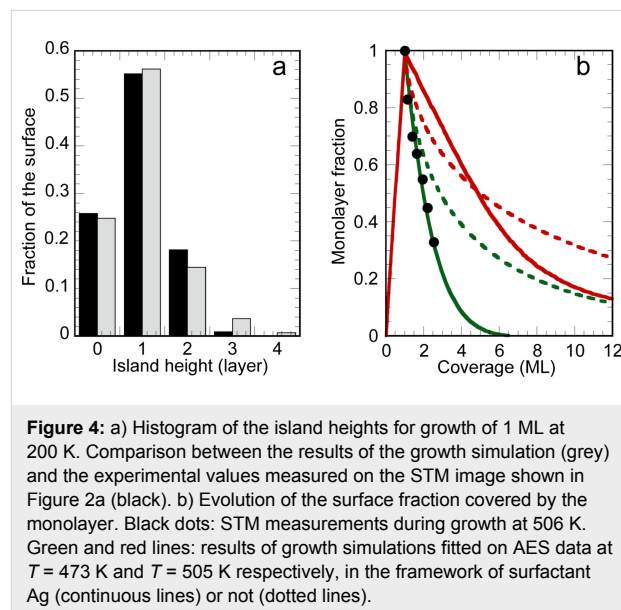 0.6
0.5
0.4
0.3
0.2
0.1
0
a
Fraction of the surface
0 1 2 3 4
Island height (layer)
1
0.8
0.6
0.4
0.2
0
b
Monolayer fraction
0 2 4 6 8 10 12
Coverage (ML)
Figure 4: a) Histogram of the island heights for growth of 1 ML at
200 K. Comparison between the results of the growth simulation (grey)
and the experimental values measured on the STM image shown in
Figure 2a (black). b) Evolution of the surface fraction covered by the
monolayer. Black dots: STM measurements during growth at 506 K.
Green and red lines: results of growth simulations fitted on AES data at
T = 473 K and T = 505 K respectively, in the framework of surfactant
Ag (continuous lines) or not (dotted lines).